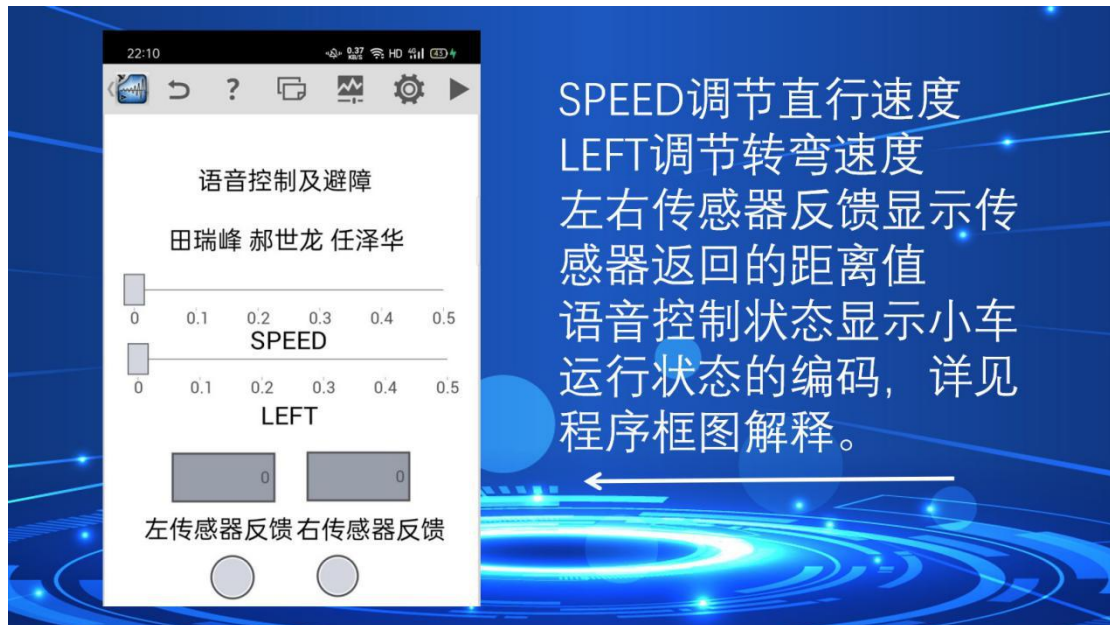 22:10
0.37 KB/S HD 4G 43
?
语音控制及避障
田瑞峰 郝世龙 任泽华
0 0.1 0.2 0.3 0.4 0.5
SPEED
0 0.1 0.2 0.3 0.4 0.5
LEFT
0 0
左传感器反馈 右传感器反馈
SPEED调节直行速度
LEFT调节转弯速度
左右传感器反馈显示传
感器返回的距离值
语音控制状态显示小车
运行状态的编码，详见
程序框图解释。